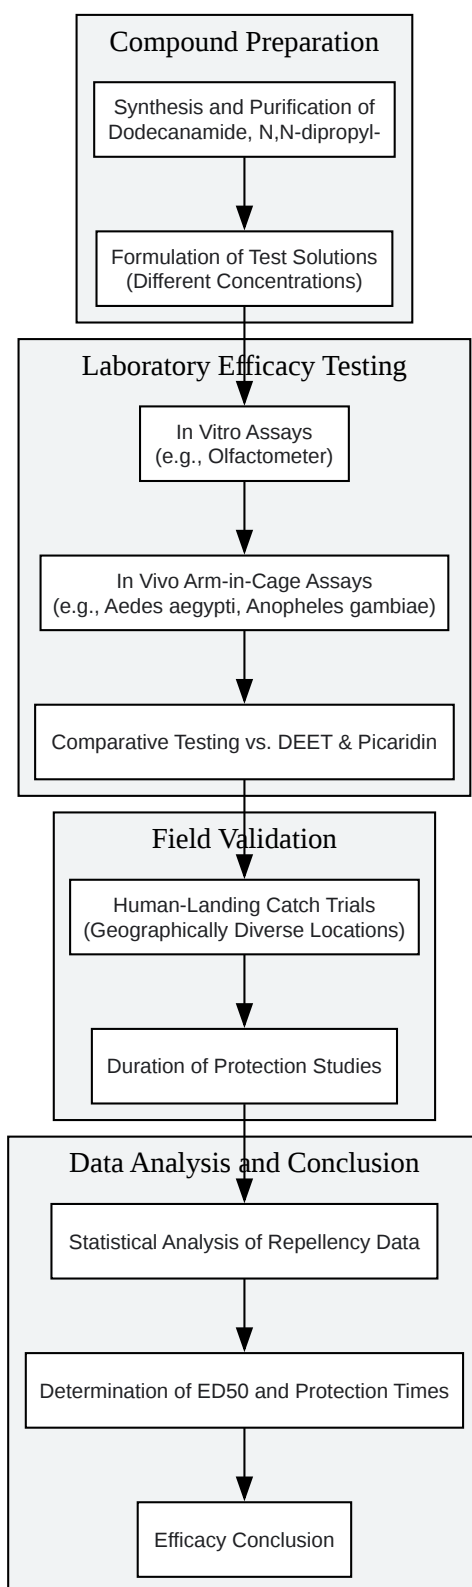 Compound Preparation
Synthesis and Purification of
Dodecanamide, N,N-dipropyl-
Formulation of Test Solutions
(Different Concentrations)
Laboratory Efficacy Testing
In Vitro Assays
(e.g., Olfactometer)
In Vivo Arm-in-Cage Assays
(e.g., Aedes aegypti, Anopheles gambiae)
Comparative Testing vs. DEET & Picaridin
Field Validation
Human-Landing Catch Trials
(Geographically Diverse Locations)
Duration of Protection Studies
Data Analysis and Conclusion
Statistical Analysis of Repellency Data
Determination of ED50 and Protection Times
Efficacy Conclusion